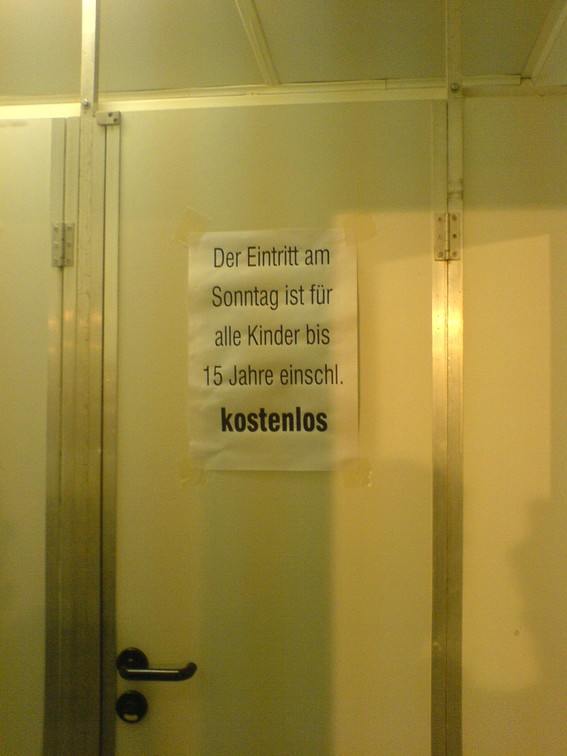 Der Eintritt am
Sonntag ist für
alle Kinder bis
15 Jahre einschl.
kostenlos